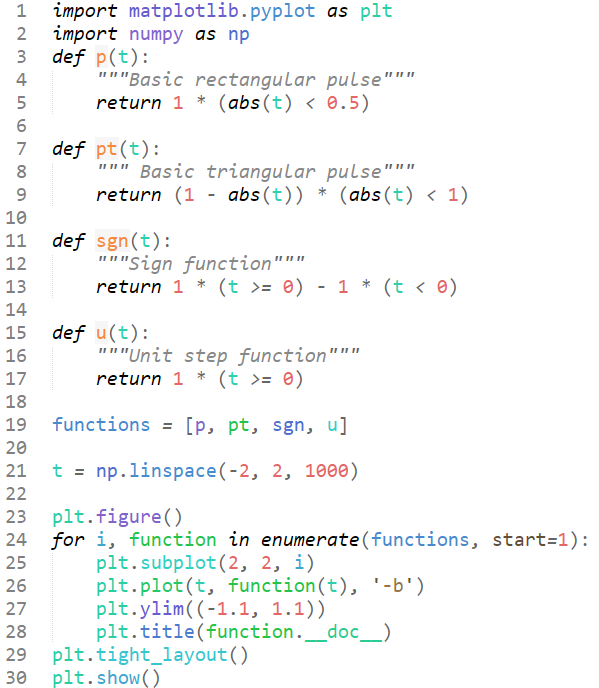 1 import matplotlib.pyplot as plt
2 import numpy as np
3 def p(t):
4     """Basic rectangular pulse"""
5     return 1 * (abs(t) < 0.5)
6
7 def pt(t):
8     """ Basic triangular pulse"""
9     return (1 - abs(t)) * (abs(t) < 1)
10
11 def sgn(t):
12     """Sign function"""
13     return 1 * (t >= 0) - 1 * (t < 0)
14
15 def u(t):
16     """Unit step function"""
17     return 1 * (t >= 0)
18
19 functions = [p, pt, sgn, u]
20
21 t = np.linspace(-2, 2, 1000)
22
23 plt.figure()
24 for i, function in enumerate(functions, start=1):
25     plt.subplot(2, 2, i)
26     plt.plot(t, function(t), '-b')
27     plt.ylim((-1.1, 1.1))
28     plt.title(function.__doc__)
29 plt.tight_layout()
30 plt.show()